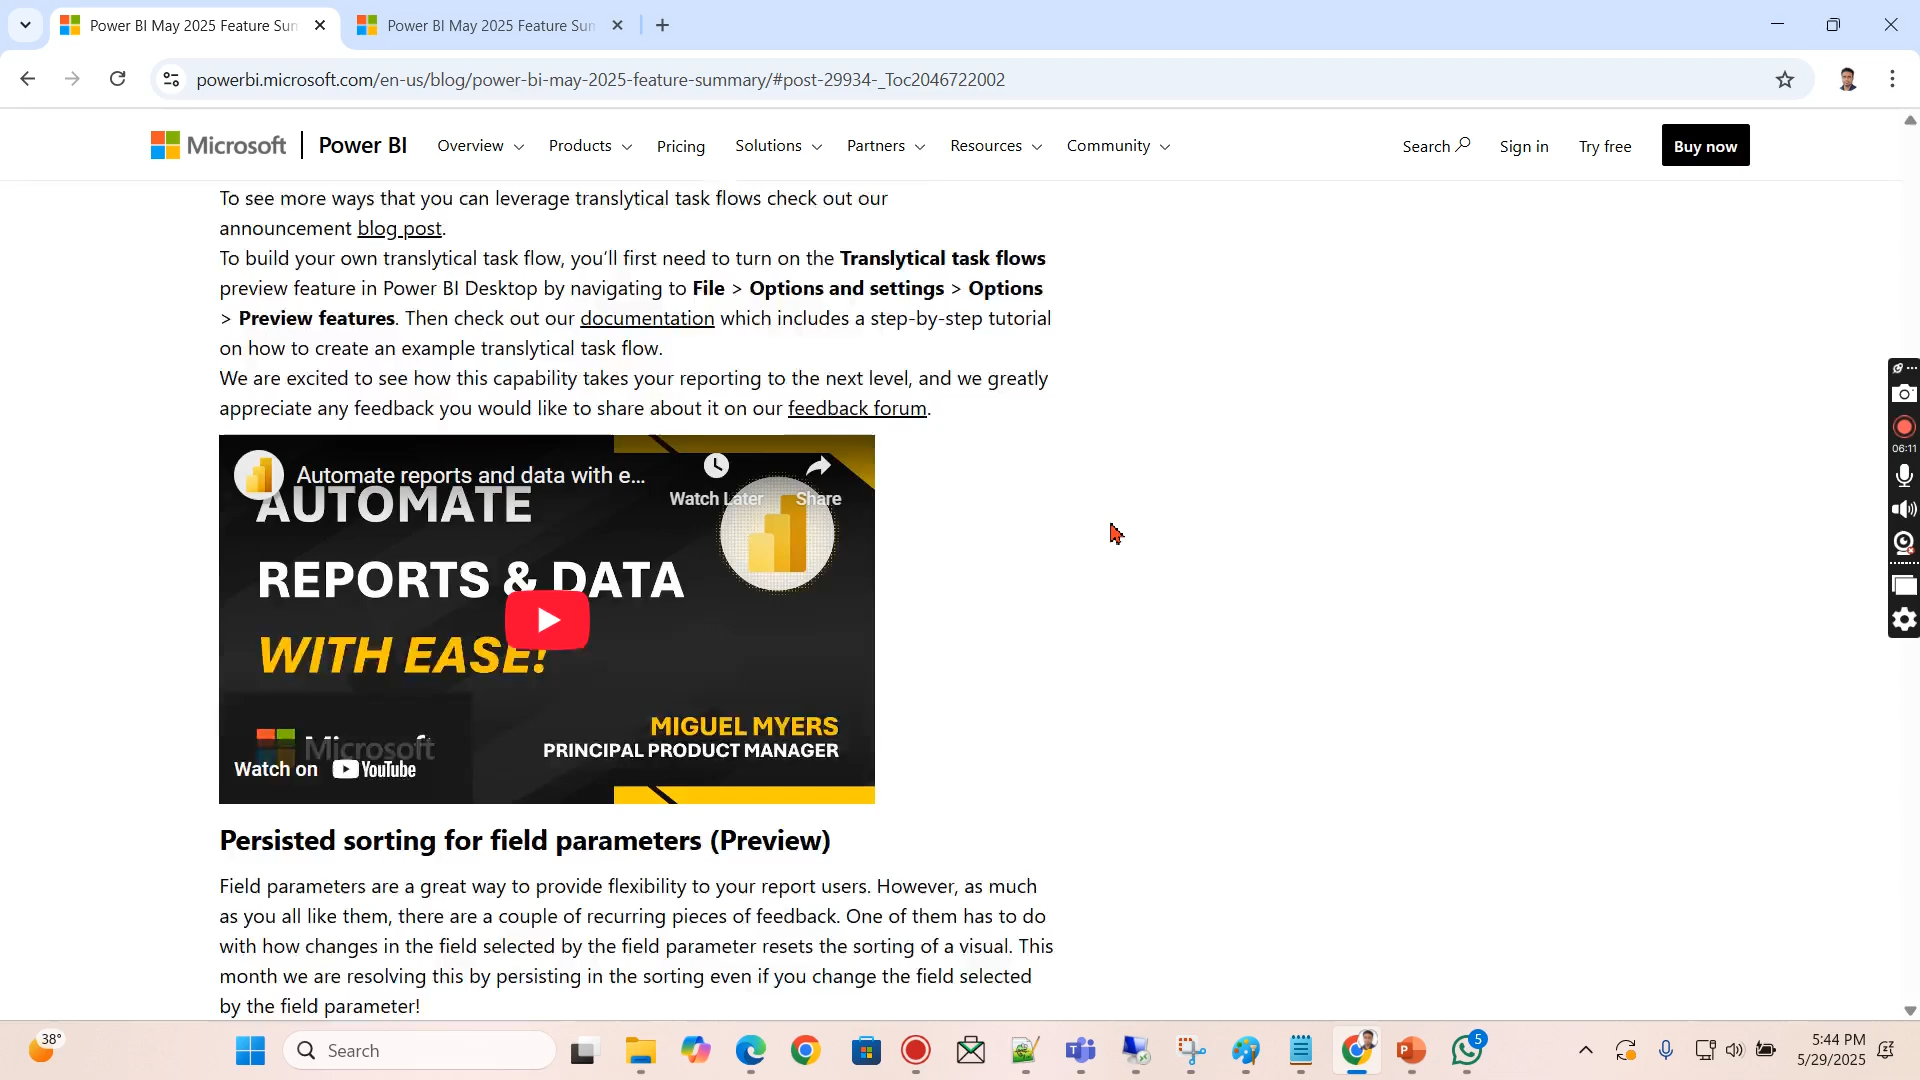 Power BI May 2025 Feature Sum
Power BI May 2025 Feature Sum
powerbi.microsoft.com/en-us/blog/power-bi-may-2025-feature-summary/#post-29934-_Toc2046722002
Microsoft
Power BI
Overview
Products
Pricing
Solutions
Partners
Resources
Community
Search
Sign in
Try free
Buy now
To see more ways that you can leverage translytical task flows check out our
announcement blog post.
To build your own translytical task flow, you'll first need to turn on the Translytical task flows
preview feature in Power BI Desktop by navigating to File > Options and settings > Options
> Preview features. Then check out our documentation which includes a step-by-step tutorial
on how to create an example translytical task flow.
We are excited to see how this capability takes your reporting to the next level, and we greatly
appreciate any feedback you would like to share about it on our feedback forum.
Automate reports and data with e...
Watch Later
Share
AUTOMATE
REPORTS & DATA
WITH EASE!
Microsoft
MIGUEL MYERS
PRINCIPAL PRODUCT MANAGER
Watch on YouTube
06:11
Persisted sorting for field parameters (Preview)
Field parameters are a great way to provide flexibility to your report users. However, as much
as you all like them, there are a couple of recurring pieces of feedback. One of them has to do
with how changes in the field selected by the field parameter resets the sorting of a visual. This
month we are resolving this by persisting in the sorting even if you change the field selected
by the field parameter!
38°
Search
5
5:44 PM
5/29/2025